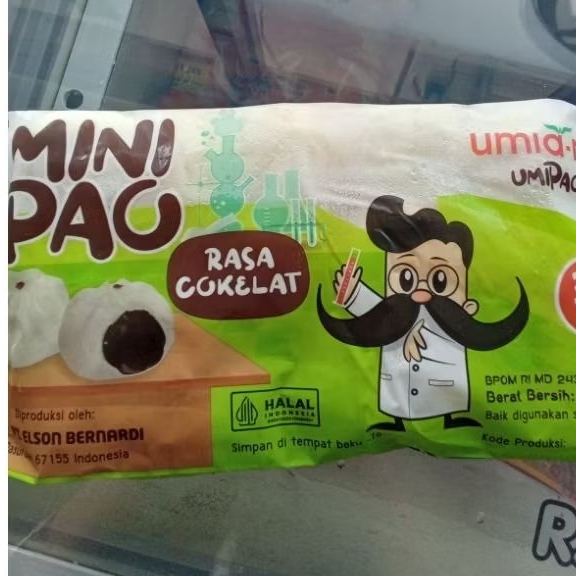 MINI
PAO
umia
UMIPAO
RASA
COKELAT
BPOM RI MD 243
Berat Bersih:
Baik digunakan
Kode Produksi:
HALAL
INDONESIA
Diproduksi oleh:
ELSON BERNARDI
67155 Indonesia
Simpan di tempat beku